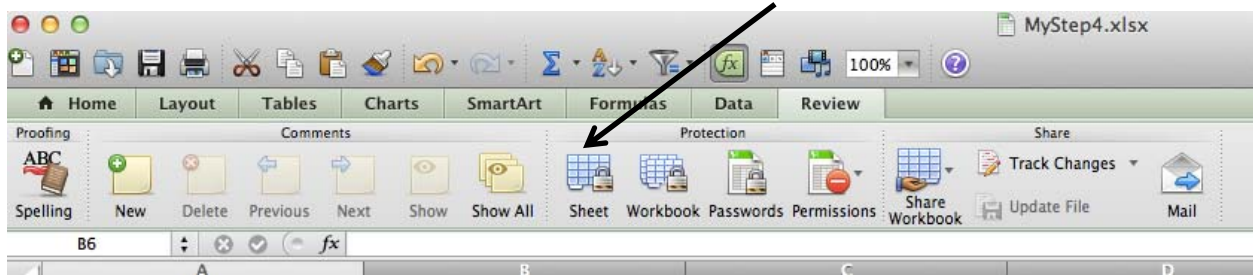 MyStep4.xlsx
fx 100% ?
Home Layout Tables Charts SmartArt Formulas Data Review
Proofing Comments Protection Share
ABC
Track Changes
Spelling New Delete Previous Next Show Show All Sheet Workbook Passwords Permissions Share Workbook Update File Mail
B6 fx
A B C D